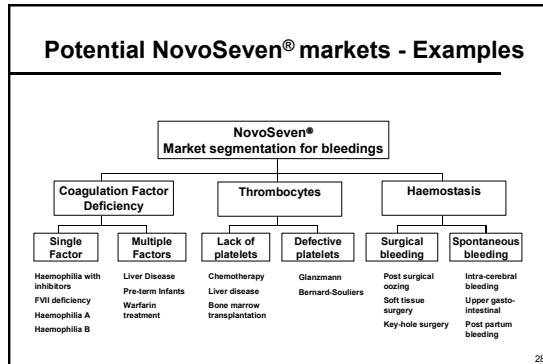 Potential NovoSeven® markets - Examples
NovoSeven®
Market segmentation for bleedings
Coagulation Factor
Deficiency
Thrombocytes
Haemostasis
Single
Factor
Multiple
Factors
Lack of
platelets
Defective
platelets
Surgical
bleeding
Spontaneous
bleeding
Haemophilia with
inhibitors
FVII deficiency
Haemophilia A
Haemophilia B
Liver Disease
Pre-term Infants
Warfarin
treatment
Chemotherapy
Liver disease
Bone marrow
transplantation
Glanzmann
Bernard-Souliers
Post surgical
oozing
Soft tissue
surgery
Key-hole surgery
Intra-cerebral
bleeding
Upper gasto-
intestinal
Post partum
bleeding
28